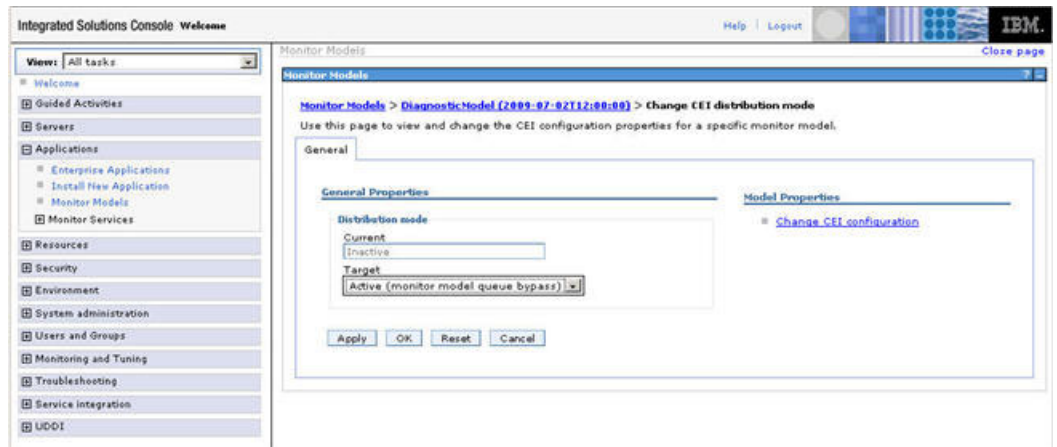 Integrated Solutions Console Welcome
Help | Logout
IBM.
View: All tasks
Welcome
Guided Activities
Servers
Applications
Enterprise Applications
Install New Application
Monitor Models
Monitor Services
Resources
Security
Environment
System administration
Users and Groups
Monitoring and Tuning
Troubleshooting
Service integration
UDDI
Monitor Models
Close page
Monitor Models
? -
Monitor Models > DiagnosticModel (2009-07-02T12:00:00) > Change CEI distribution mode
Use this page to view and change the CEI configuration properties for a specific monitor model.
General
General Properties
Distribution mode
Current
Inactive
Target
Active (monitor model queue bypass)
Apply OK Reset Cancel
Model Properties
Change CEI configuration